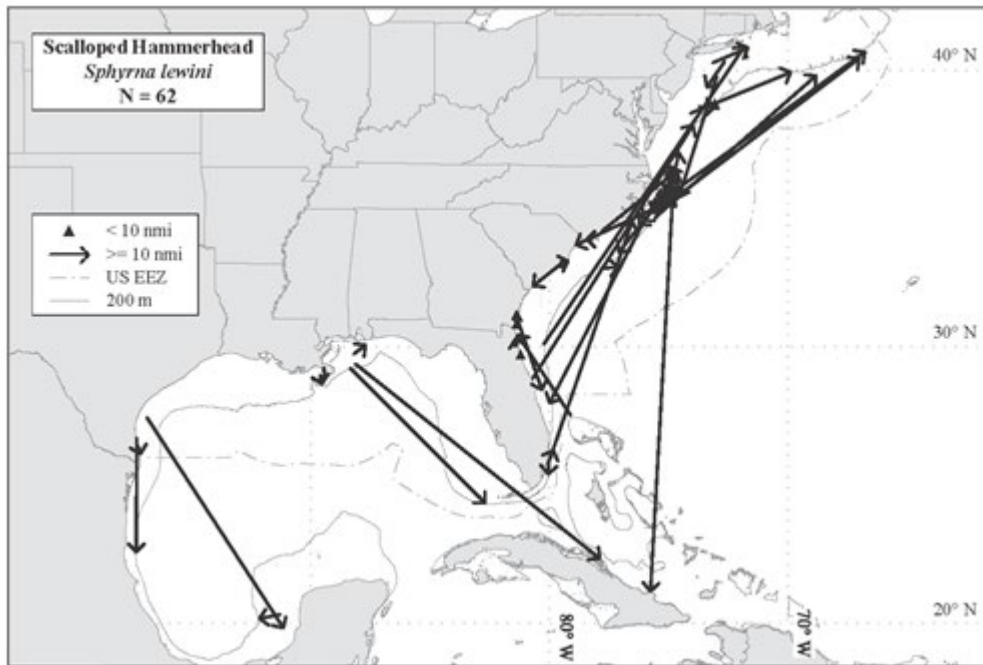 Scalloped Hammerhead
Sphyrna lewini
N = 62
40° N
< 10 nmi
>= 10 nmi
US EEZ
200 m
30° N
20° N
80° W
70° W